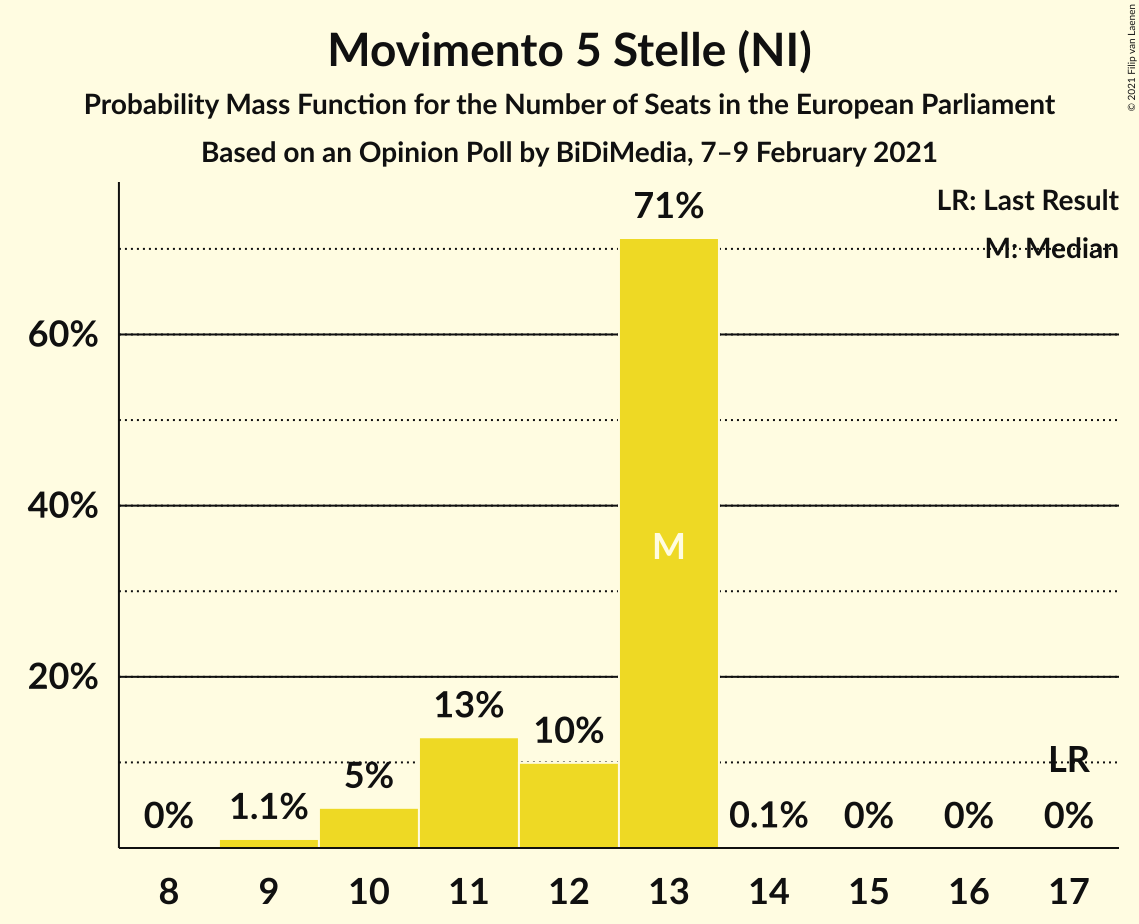 Movimento 5 Stelle (NI)
Probability Mass Function for the Number of Seats in the European Parliament
Based on an Opinion Poll by BiDiMedia, 7–9 February 2021
© 2021 Filip van Laenen
LR: Last Result
M: Median
71%
60%
40%
M
20%
13%
10%
LR
5%
1.1%
0%
0.1%
0%
0%
0%
8 9 10 11 12 13 14 15 16 17